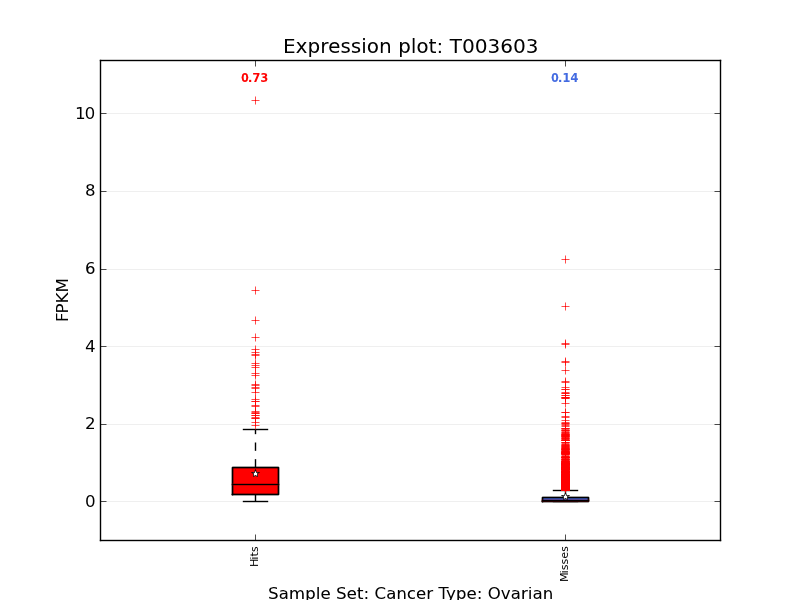 Expression plot: T003603
0.73
0.14
10
8
6
4
2
0
FPKM
Hits
Misses
Sample Set: Cancer Type: Ovarian